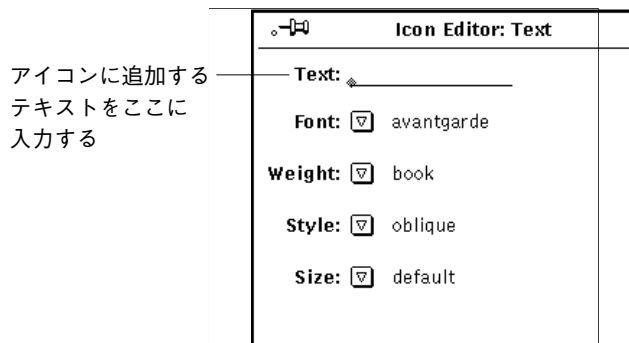 Icon Editor: Text
アイコンに追加する
テキストをここに
入力する
Text:
Font: avantgarde
Weight: book
Style: oblique
Size: default